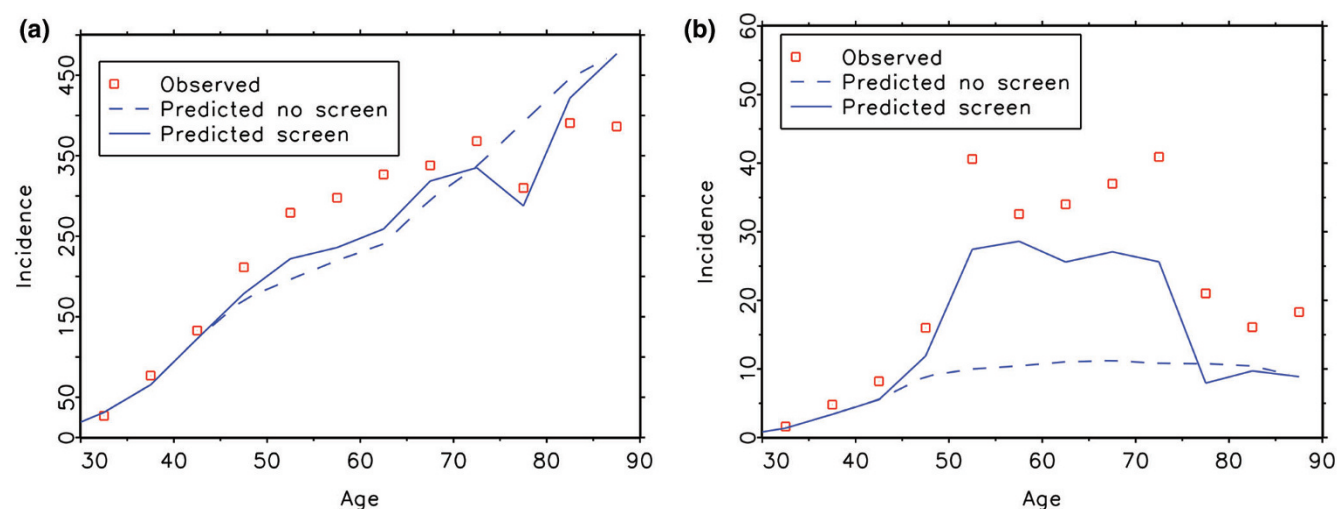 (a)
Observed
Predicted no screen
Predicted screen
Incidence
0 50 150 250 350 450
30 40 50 60 70 80 90
Age
(b)
Observed
Predicted no screen
Predicted screen
Incidence
0 10 20 30 40 50 60
30 40 50 60 70 80 90
Age